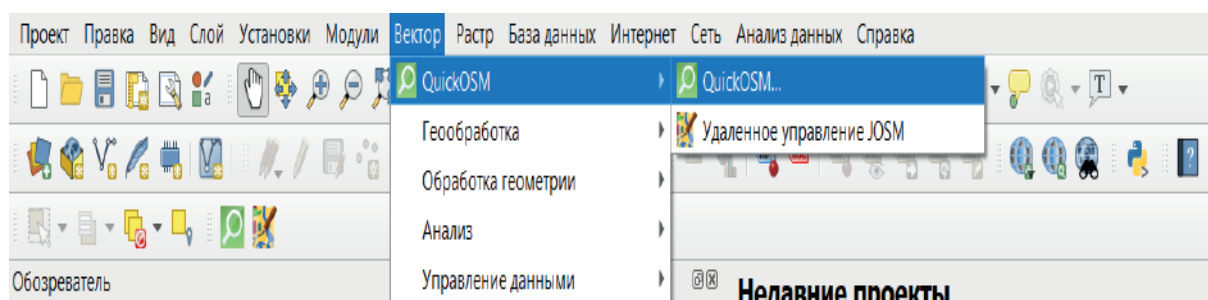 Проект Правка Вид Слой Установки Модули Вектор Растр База данных Интернет Сеть Анализ данных Справка
QuickOSM QuickOSM...
Геообработка Удаленное управление JOSM
Обработка геометрии
Анализ
Обозреватель Управление данными Недавние проекты